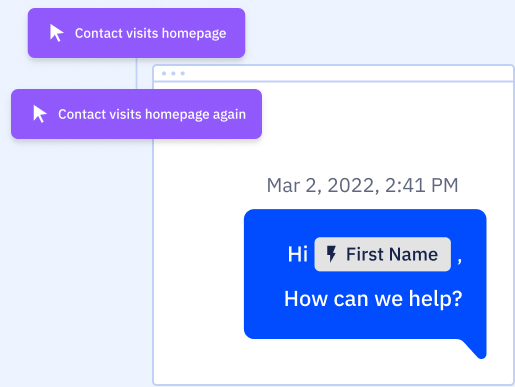 Contact visits homepage
Contact visits homepage again
Mar 2, 2022, 2:41 PM
Hi First Name ,
How can we help?